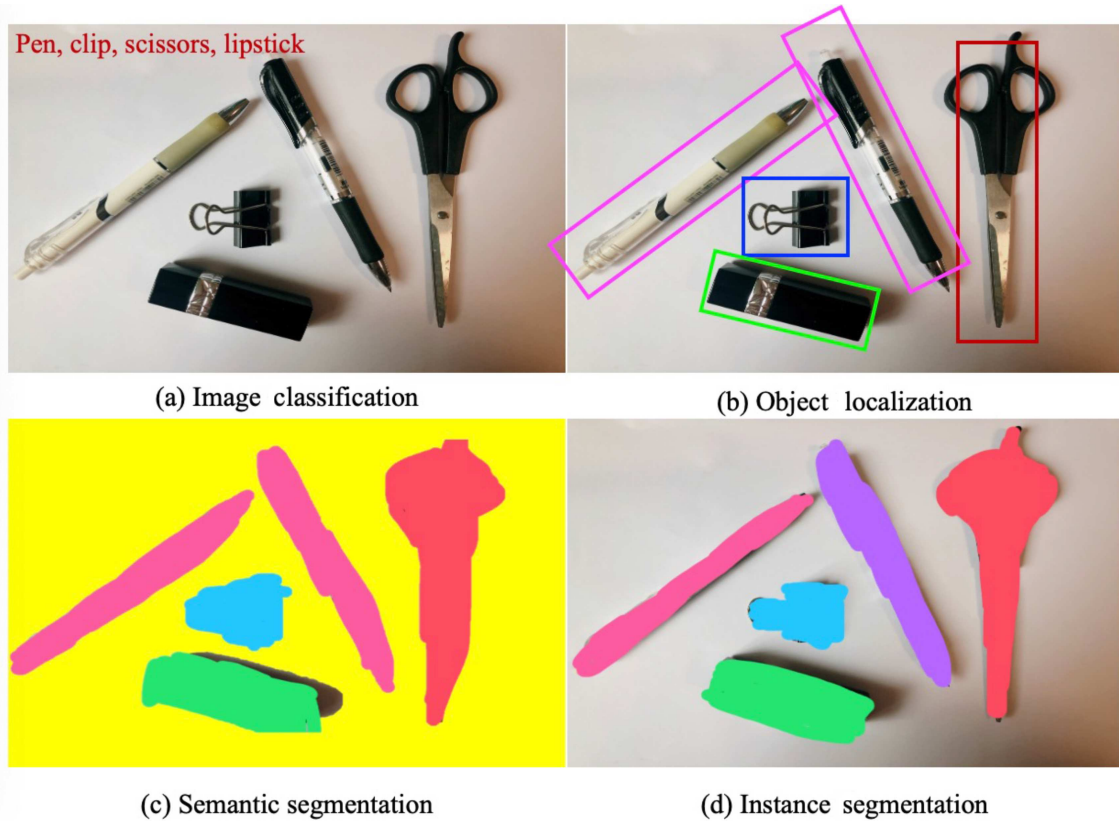 Pen, clip, scissors, lipstick
(a) Image classification
(b) Object localization
(c) Semantic segmentation
(d) Instance segmentation